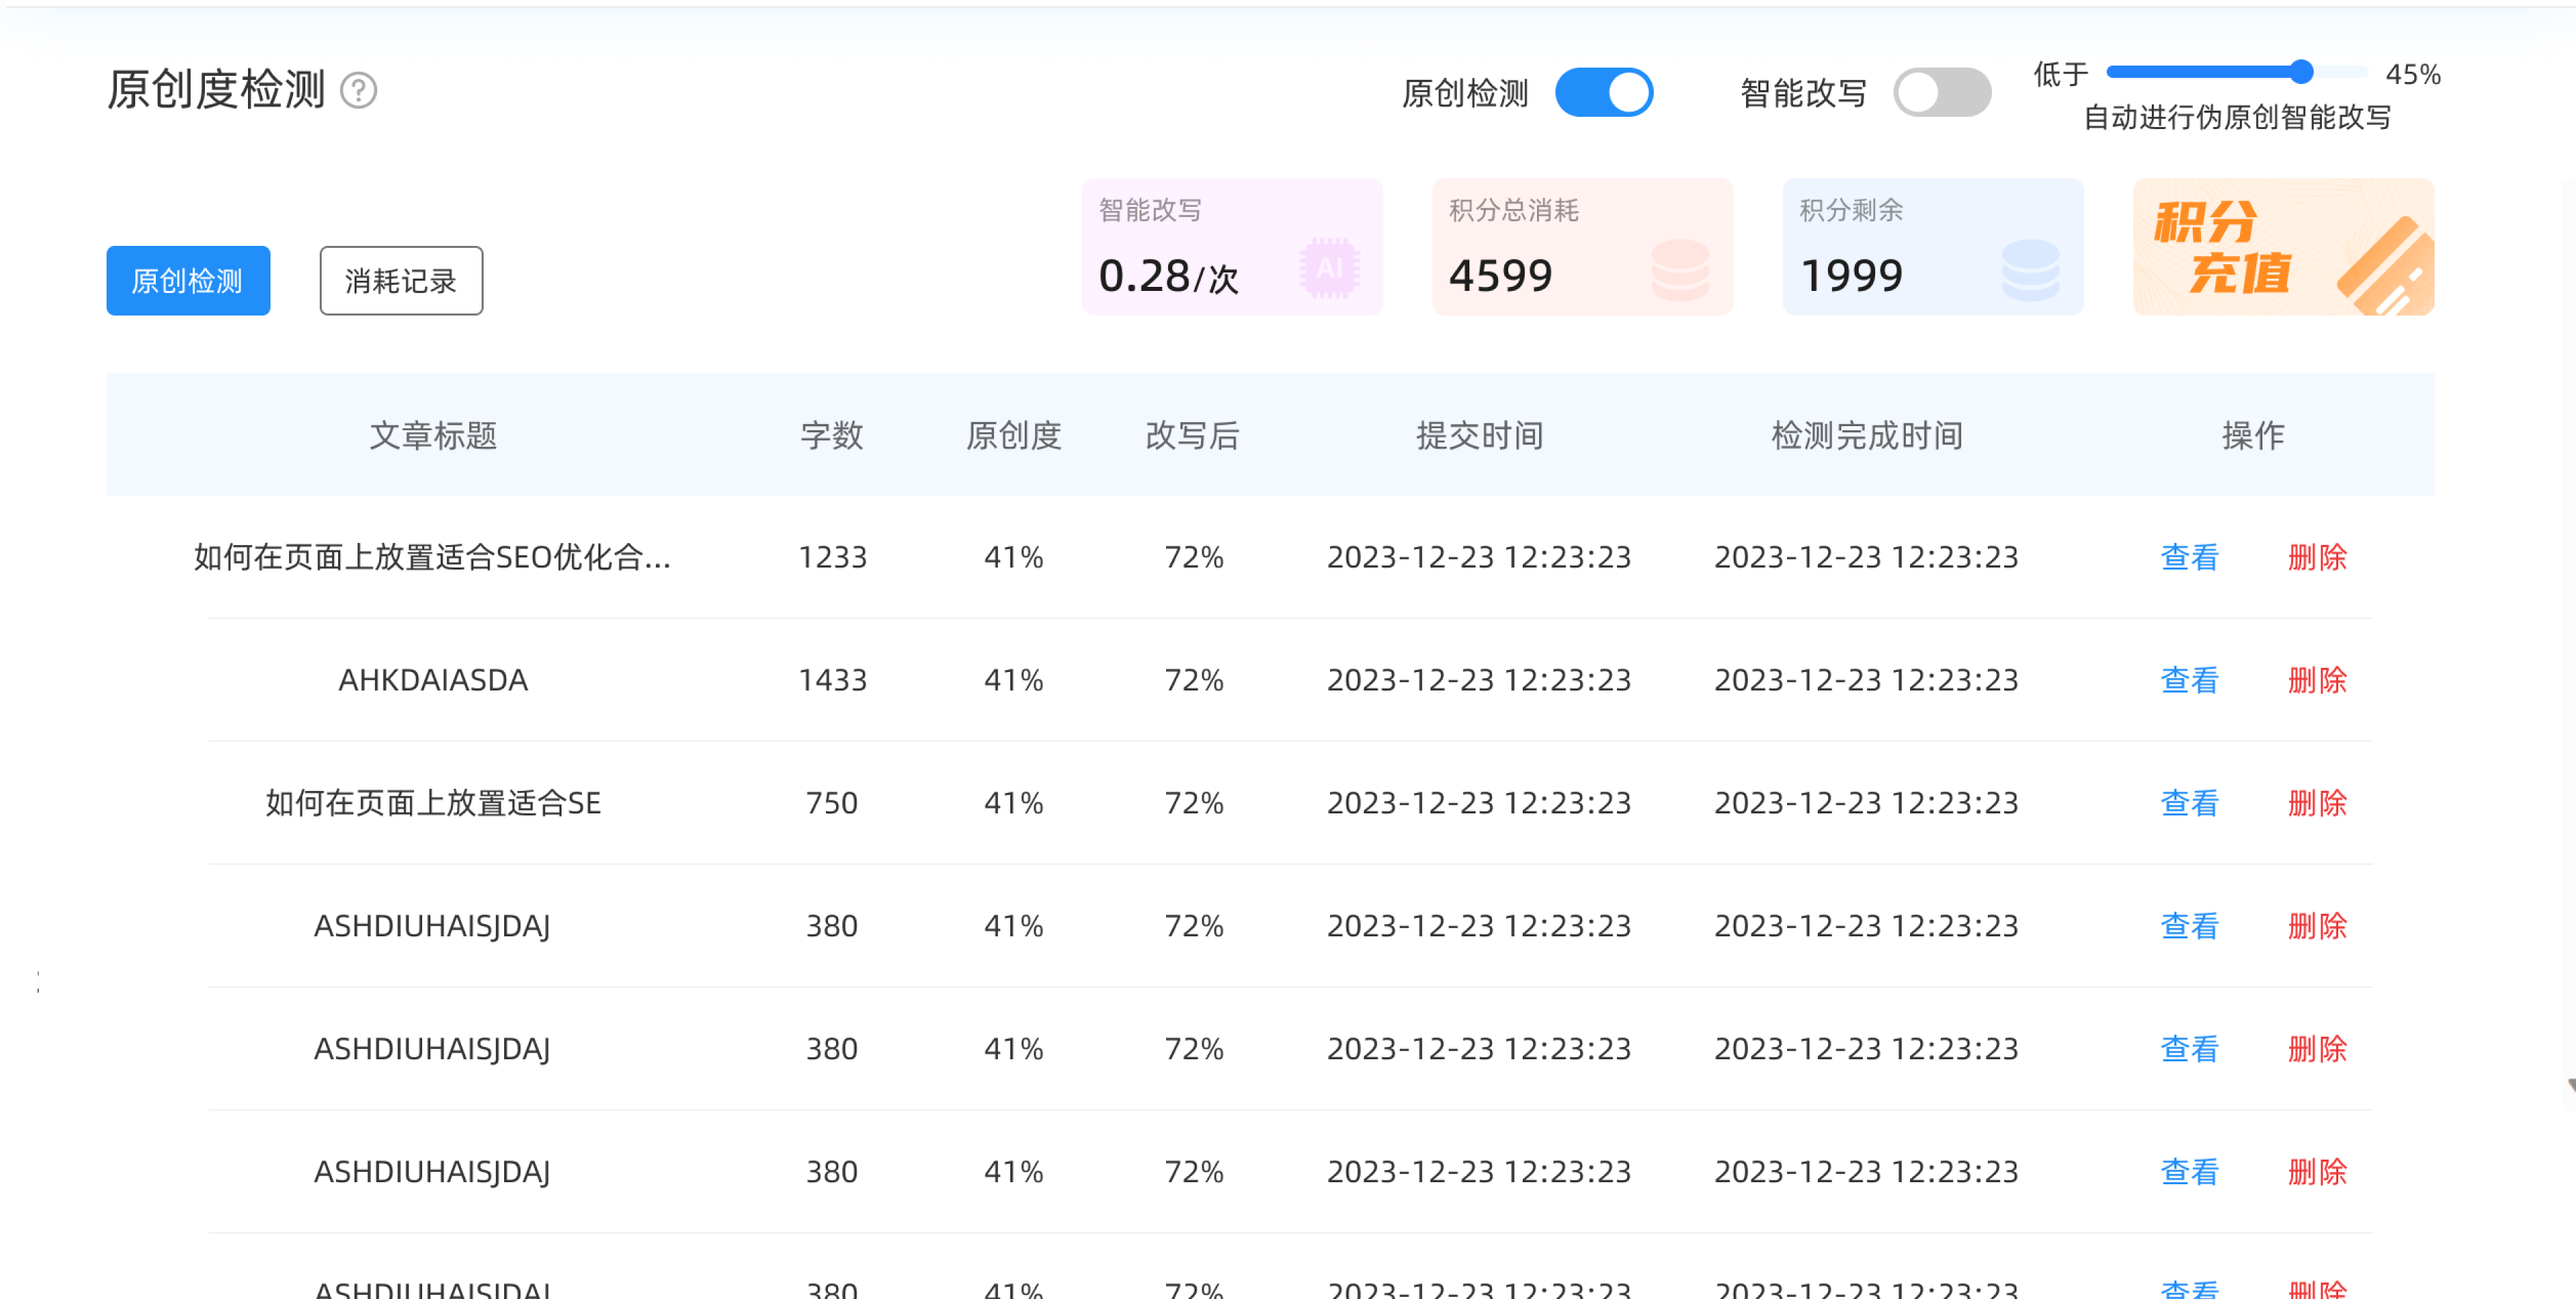 原创度检测 ?
原创检测 智能改写 低于 45%
自动进行伪原创智能改写
原创检测 消耗记录
智能改写
0.28/次
AI
积分总消耗
4599
积分剩余
1999
积分
充值
文章标题 字数 原创度 改写后 提交时间 检测完成时间 操作
如何在页面上放置适合SEO优化合... 1233 41% 72% 2023-12-23 12:23:23 2023-12-23 12:23:23 查看 删除
AHKDAIASDA 1433 41% 72% 2023-12-23 12:23:23 2023-12-23 12:23:23 查看 删除
如何在页面上放置适合SE 750 41% 72% 2023-12-23 12:23:23 2023-12-23 12:23:23 查看 删除
ASHDIUHAISJDAJ 380 41% 72% 2023-12-23 12:23:23 2023-12-23 12:23:23 查看 删除
ASHDIUHAISJDAJ 380 41% 72% 2023-12-23 12:23:23 2023-12-23 12:23:23 查看 删除
ASHDIUHAISJDAJ 380 41% 72% 2023-12-23 12:23:23 2023-12-23 12:23:23 查看 删除
ASHDIUHAISJDAJ 380 41% 72% 2023-12-23 12:23:23 2023-12-23 12:23:23 查看 删除